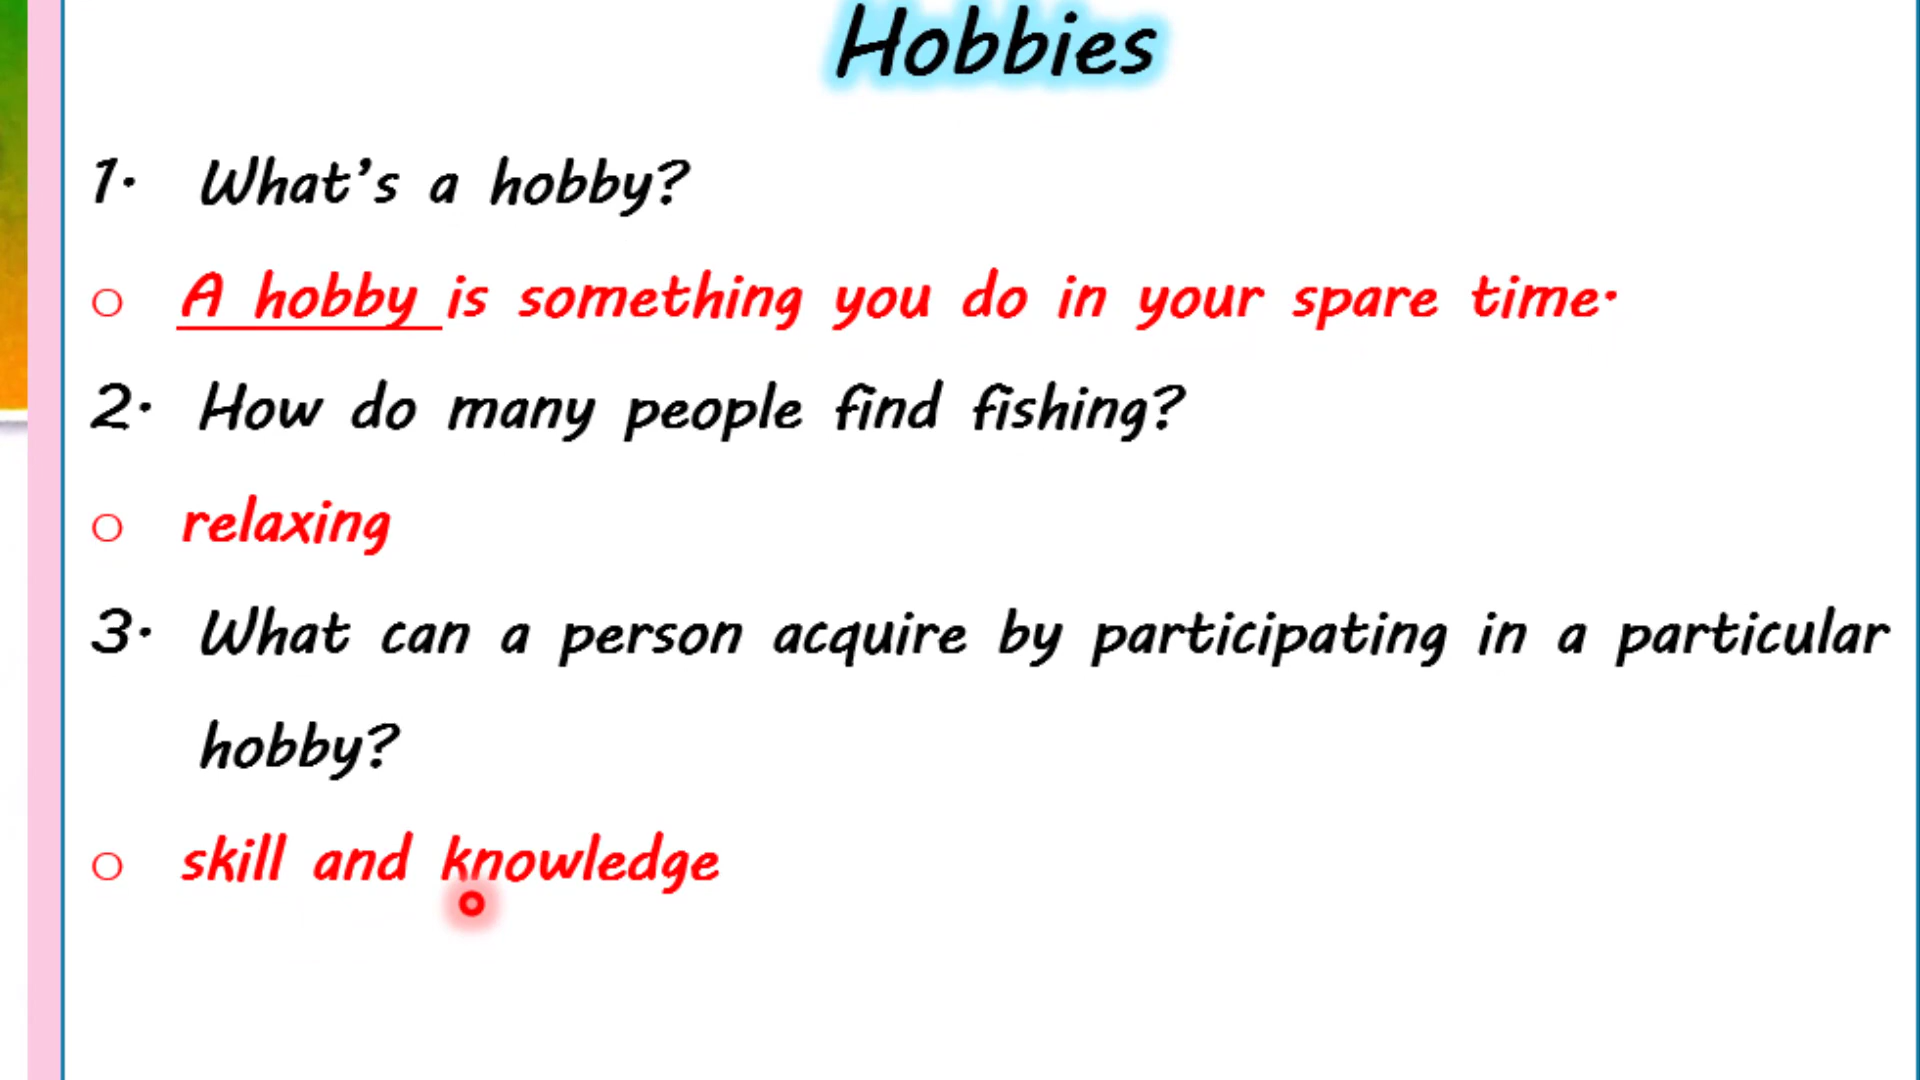 Hobbies
1. What's a hobby?
o A hobby is something you do in your spare time.
2. How do many people find fishing?
o relaxing
3. What can a person acquire by participating in a particular
hobby?
o skill and knowledge